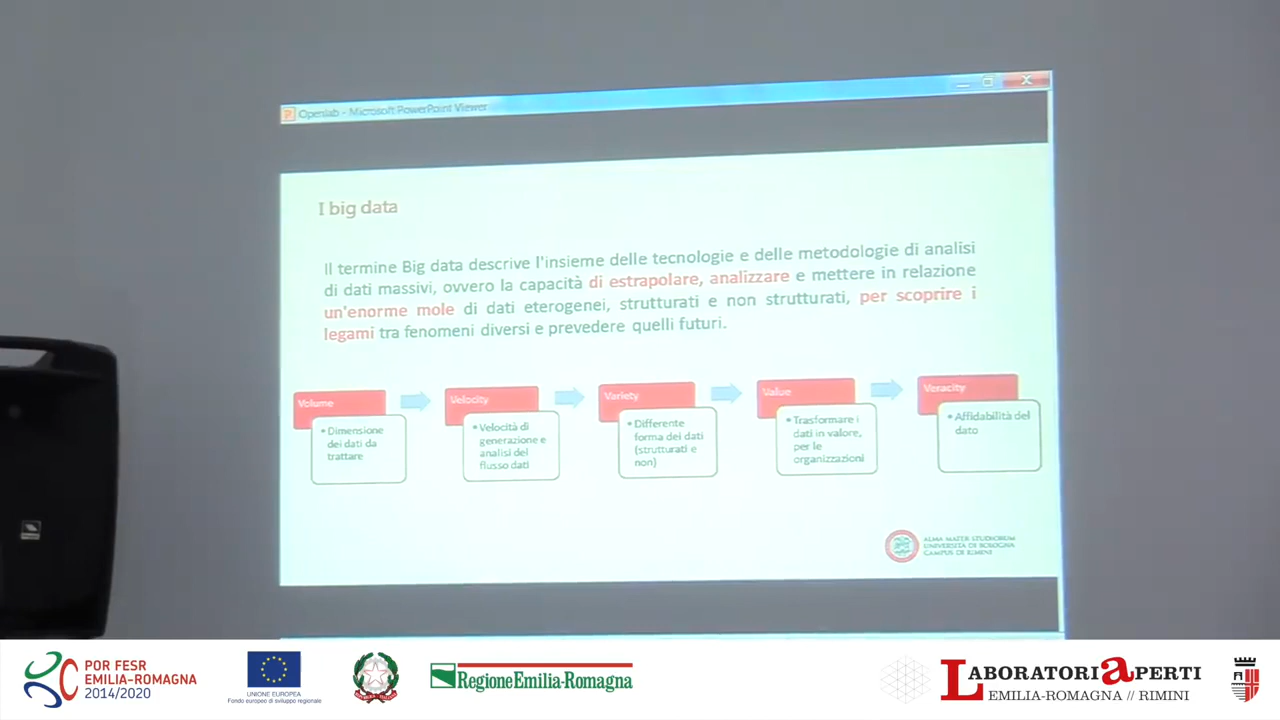 Openlab - Microsoft PowerPoint Viewer
I big data
Il termine Big data descrive l'insieme delle tecnologie e delle metodologie di analisi
di dati massivi, ovvero la capacità di estrapolare, analizzare e mettere in relazione
un'enorme mole di dati eterogenei, strutturati e non strutturati, per scoprire i
legami tra fenomeni diversi e prevedere quelli futuri.
Volume
• Dimensione
dei dati da
trattare
Velocity
• Velocità di
generazione e
analisi del
flusso dati
Variety
• Differente
forma dei dati
(strutturati e
non)
Value
• Trasformare i
dati in valore,
per le
organizzazioni
Veracity
• Affidabilità del
dato
ALMA MATER STUDIORUM
UNIVERSITÀ DI BOLOGNA
CAMPUS DI RIMINI
POR FESR
EMILIA-ROMAGNA
2014/2020
UNIONE EUROPEA
Fondo europeo di sviluppo regionale
RegioneEmilia-Romagna
LABORATORI APERTI
EMILIA-ROMAGNA // RIMINI